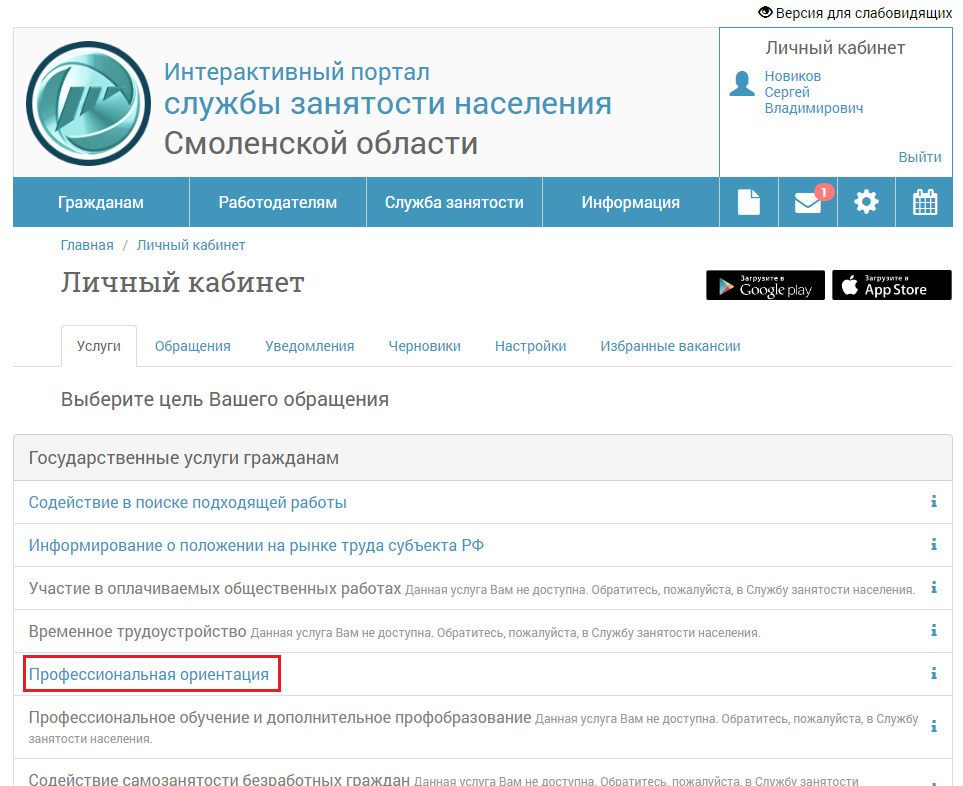 Версия для слабовидящих
Интерактивный портал
службы занятости населения
Смоленской области
Личный кабинет
Новиков
Сергей
Владимирович
Выйти
Гражданам
Работодателям
Служба занятости
Информация
1
Главная / Личный кабинет
Личный кабинет
Загрузите в
Google play
Загрузите в
App Store
Услуги
Обращения
Уведомления
Черновики
Настройки
Избранные вакансии
Выберите цель Вашего обращения
Государственные услуги гражданам
Содействие в поиске подходящей работы
Информирование о положении на рынке труда субъекта РФ
Участие в оплачиваемых общественных работах Данная услуга Вам не доступна. Обратитесь, пожалуйста, в Службу занятости населения.
Временное трудоустройство Данная услуга Вам не доступна. Обратитесь, пожалуйста, в Службу занятости населения.
Профессиональная ориентация
Профессиональное обучение и дополнительное профобразование Данная услуга Вам не доступна. Обратитесь, пожалуйста, в Службу
занятости населения.
Содействие самозанятости безработных граждан Данная услуга Вам не доступна. Обратитесь, пожалуйста, в Службу занятости